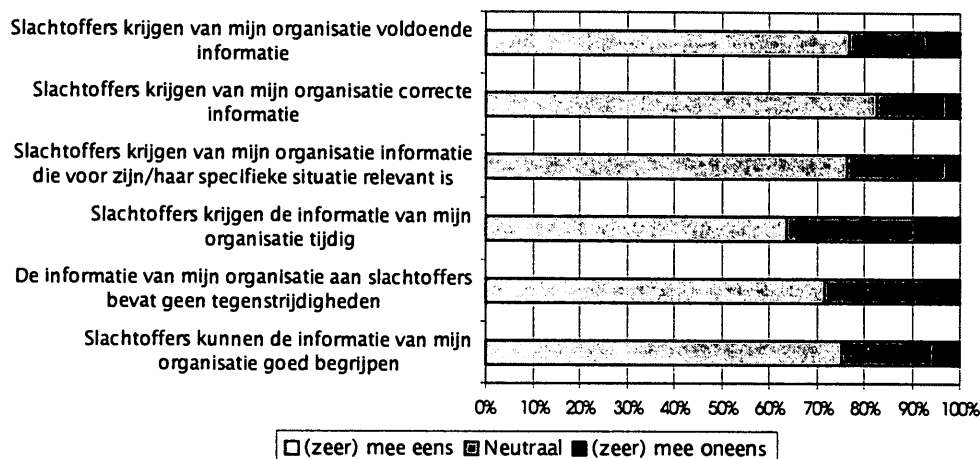 Slachtoffers krijgen van mijn organisatie voldoende
informatie
Slachtoffers krijgen van mijn organisatie correcte
informatie
Slachtoffers krijgen van mijn organisatie informatie
die voor zijn/haar specifieke situatie relevant is
Slachtoffers krijgen de informatie van mijn
organisatie tijdig
De informatie van mijn organisatie aan slachtoffers
bevat geen tegenstrijdigheden
Slachtoffers kunnen de informatie van mijn
organisatie goed begrijpen
0% 10% 20% 30% 40% 50% 60% 70% 80% 90% 100%
(zeer) mee eens Neutraal (zeer) mee oneens